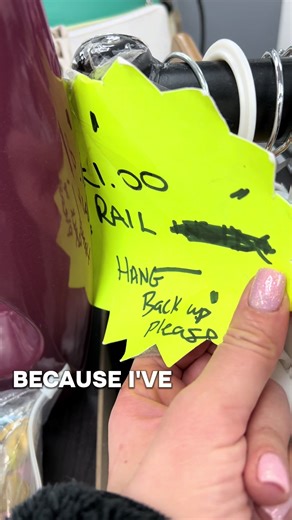 £1.00
RAIL
HANG
Back up
please
BECAUSE I'VE